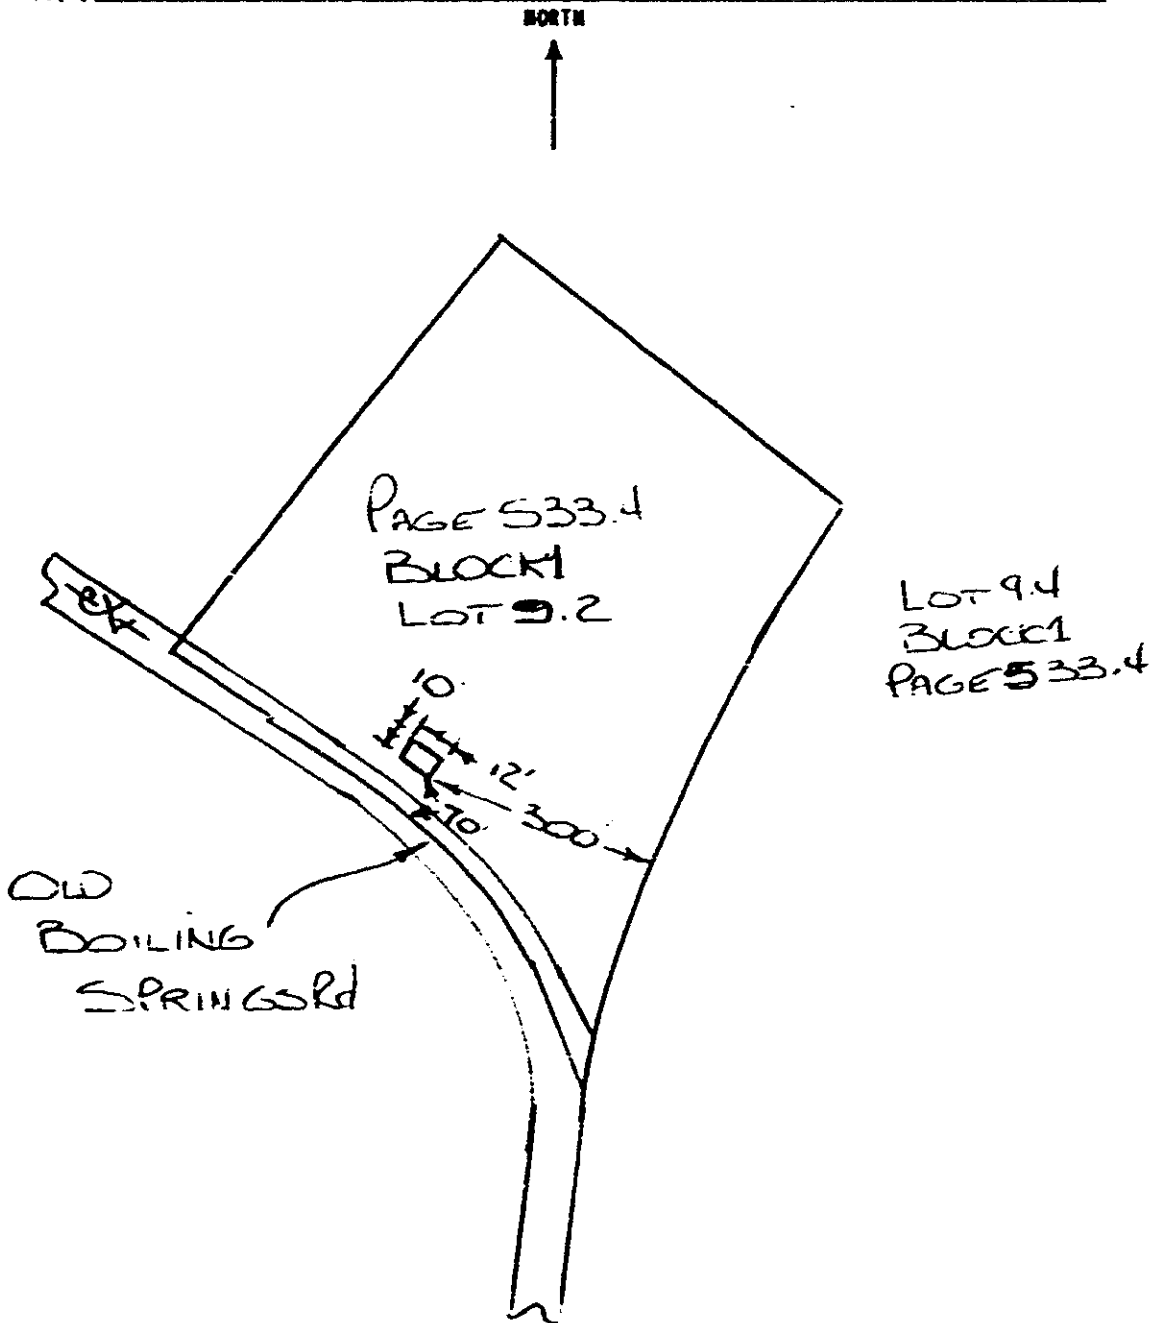 NORTH
PAGE 533.4
BLOCK 1
LOT 9.2
LOT 9.4
BLOCK 1
PAGE 533.4
10'
12'
70'
300'
OLD
BOILING
SPRINGS Rd